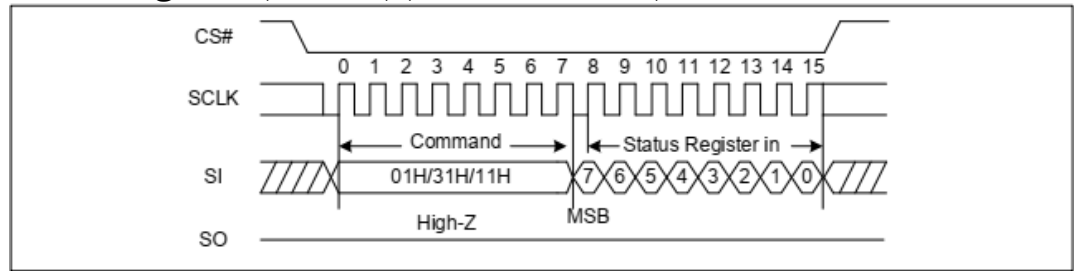 CS#
0 1 2 3 4 5 6 7 8 9 10 11 12 13 14 15
SCLK
Command Status Register in
SI 01H/31H/11H 7 6 5 4 3 2 1 0
High-Z MSB
SO